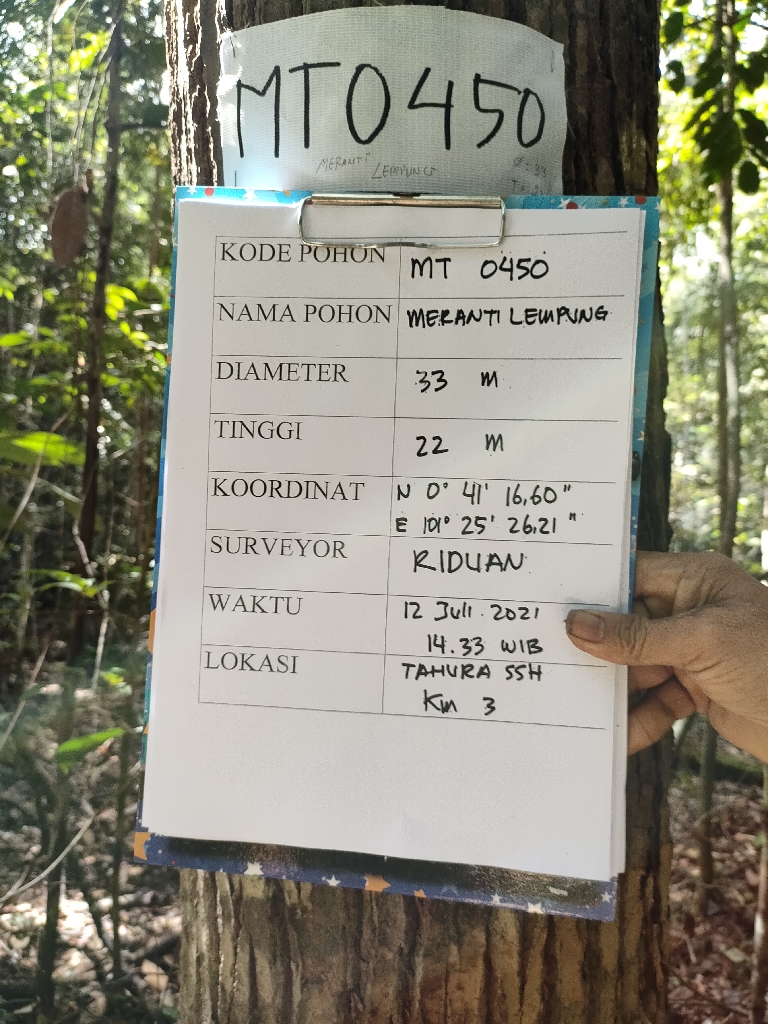 MT0450
MERANTI LEMPUNG
KODE POHON MT 0450
NAMA POHON MERANTI LEMPUNG
DIAMETER 33 M
TINGGI 22 M
KOORDINAT N 0° 41' 16,60"
E 101° 25' 26,21"
SURVEYOR RIDUAN
WAKTU 12 Juli. 2021
14.33 WIB
LOKASI TAHURA SSH
Km 3